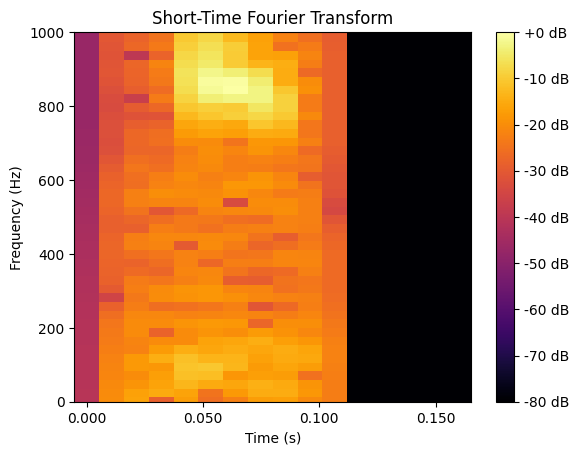 Short-Time Fourier Transform
1000
800
600
400
200
0
Frequency (Hz)
0.000
0.050
0.100
0.150
Time (s)
+0 dB
-10 dB
-20 dB
-30 dB
-40 dB
-50 dB
-60 dB
-70 dB
-80 dB